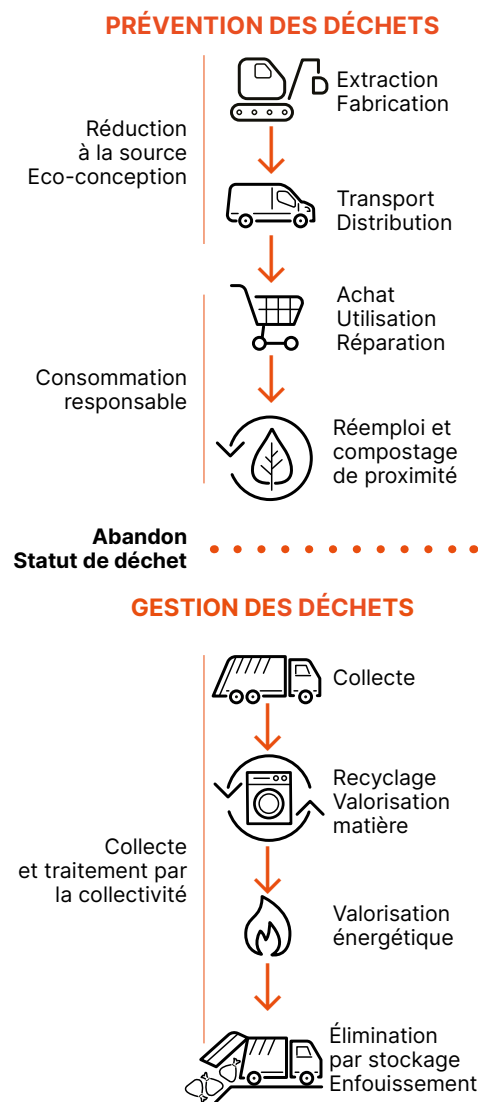 PRÉVENTION DES DÉCHETS
Réduction
à la source
Eco-conception
Extraction
Fabrication
Transport
Distribution
Consommation
responsable
Achat
Utilisation
Réparation
Réemploi et
compostage
de proximité
Abandon
Statut de déchet
GESTION DES DÉCHETS
Collecte
et traitement par
la collectivité
Collecte
Recyclage
Valorisation
matière
Valorisation
énergétique
Élimination
par stockage
Enfouissement